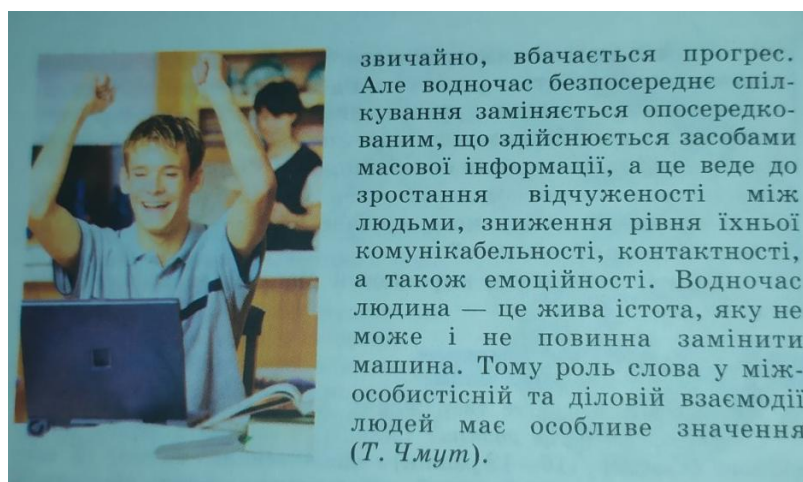 звичайно, вбачається прогрес.
Але водночас безпосереднє спіл-
кування заміняється опосередко-
ваним, що здійснюється засобами
масової інформації, а це веде до
зростання відчуженості між
людьми, зниження рівня їхньої
комунікабельності, контактності,
а також емоційності. Водночас
людина — це жива істота, яку не
може і не повинна замінити
машина. Тому роль слова у між-
особистісній та діловій взаємодії
людей має особливе значення
(Т. Чмут).